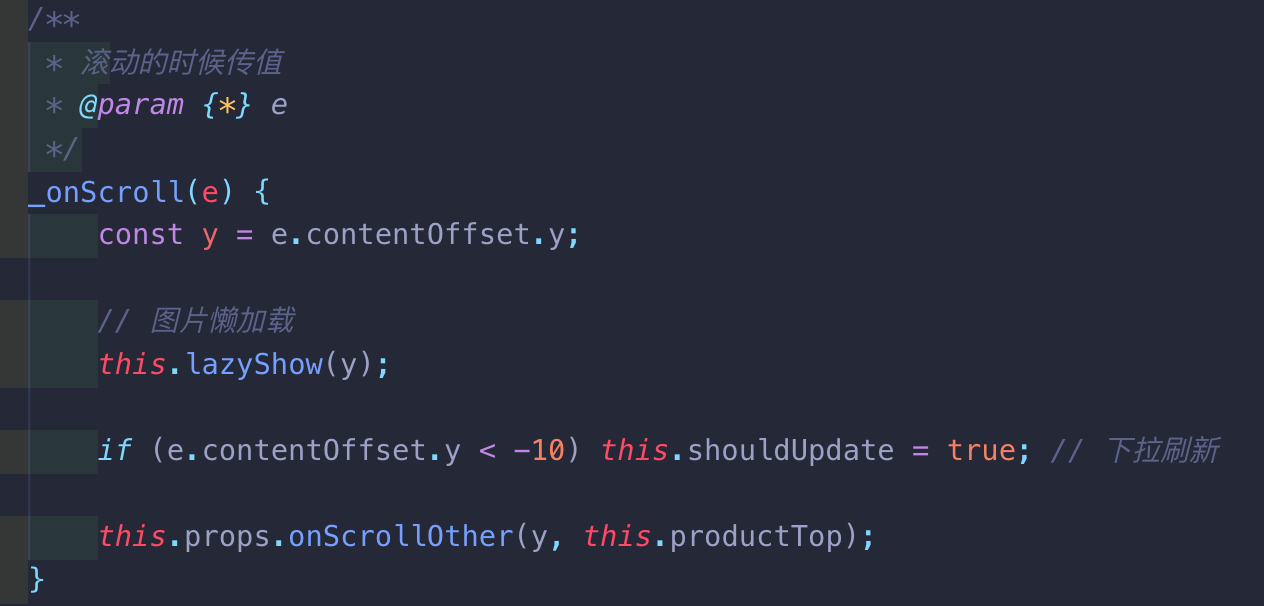 /**
 * 滚动的时候传值
 * @param {*} e
 */
_onScroll(e) {
    const y = e.contentOffset.y;

    // 图片懒加载
    this.lazyShow(y);

    if (e.contentOffset.y < -10) this.shouldUpdate = true; // 下拉刷新

    this.props.onScrollOther(y, this.productTop);
}